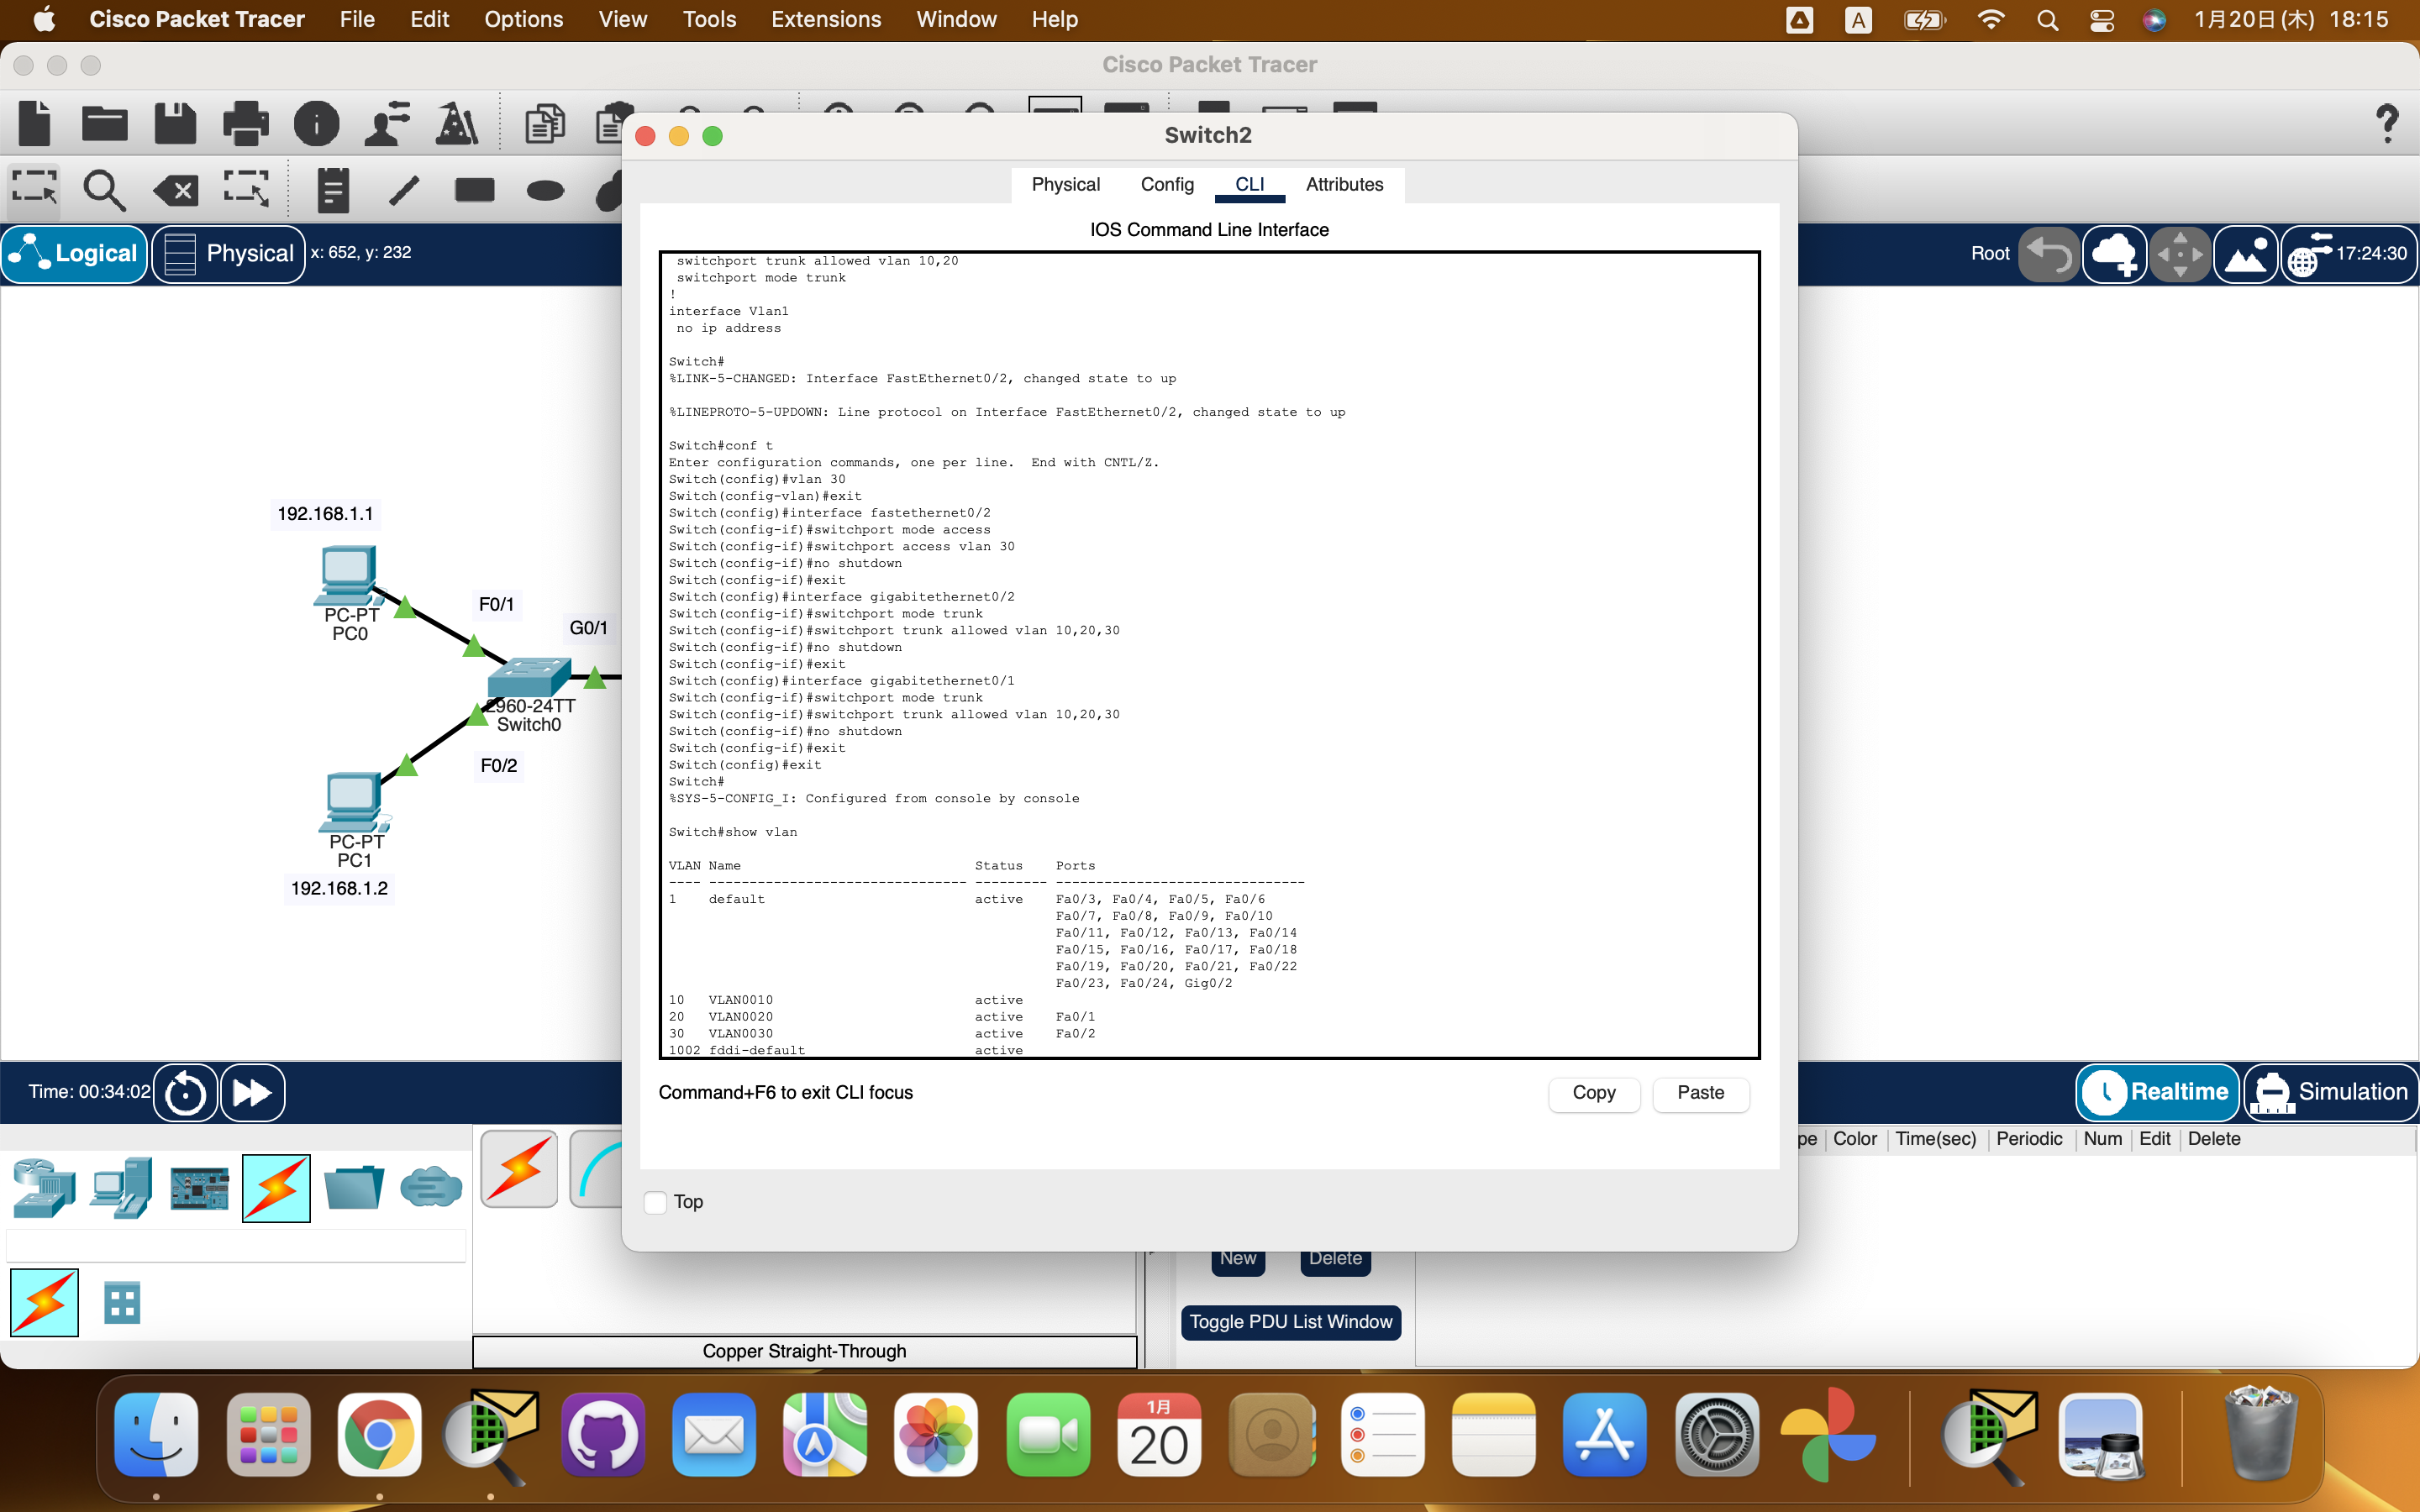 Cisco Packet Tracer File Edit Options View Tools Extensions Window Help A 1月20日(木) 18:15
Cisco Packet Tracer
Switch2
Physical Config CLI Attributes
IOS Command Line Interface
Logical Physical x: 652, y: 232
Root 17:24:30
switchport trunk allowed vlan 10,20
switchport mode trunk
!
interface Vlan1
no ip address
Switch#
%LINK-5-CHANGED: Interface FastEthernet0/2, changed state to up
%LINEPROTO-5-UPDOWN: Line protocol on Interface FastEthernet0/2, changed state to up
Switch#conf t
Enter configuration commands, one per line.  End with CNTL/Z.
Switch(config)#vlan 30
Switch(config-vlan)#exit
Switch(config)#interface fastethernet0/2
Switch(config-if)#switchport mode access
Switch(config-if)#switchport access vlan 30
Switch(config-if)#no shutdown
Switch(config-if)#exit
Switch(config)#interface gigabitethernet0/2
Switch(config-if)#switchport mode trunk
Switch(config-if)#switchport trunk allowed vlan 10,20,30
Switch(config-if)#no shutdown
Switch(config-if)#exit
Switch(config)#interface gigabitethernet0/1
Switch(config-if)#switchport mode trunk
Switch(config-if)#switchport trunk allowed vlan 10,20,30
Switch(config-if)#no shutdown
Switch(config-if)#exit
Switch(config)#exit
Switch#
%SYS-5-CONFIG_I: Configured from console by console
Switch#show vlan
VLAN Name Status Ports
---- -------------------------------- --------- -------------------------------
1 default active Fa0/3, Fa0/4, Fa0/5, Fa0/6
Fa0/7, Fa0/8, Fa0/9, Fa0/10
Fa0/11, Fa0/12, Fa0/13, Fa0/14
Fa0/15, Fa0/16, Fa0/17, Fa0/18
Fa0/19, Fa0/20, Fa0/21, Fa0/22
Fa0/23, Fa0/24, Gig0/2
10 VLAN0010 active
20 VLAN0020 active Fa0/1
30 VLAN0030 active Fa0/2
1002 fddi-default active
Command+F6 to exit CLI focus
Copy Paste
Top
192.168.1.1
PC-PT
PC0
F0/1
G0/1
2960-24TT
Switch0
F0/2
PC-PT
PC1
192.168.1.2
Time: 00:34:02
Realtime Simulation
pe Color Time(sec) Periodic Num Edit Delete
New Delete
Toggle PDU List Window
Copper Straight-Through
1月
20